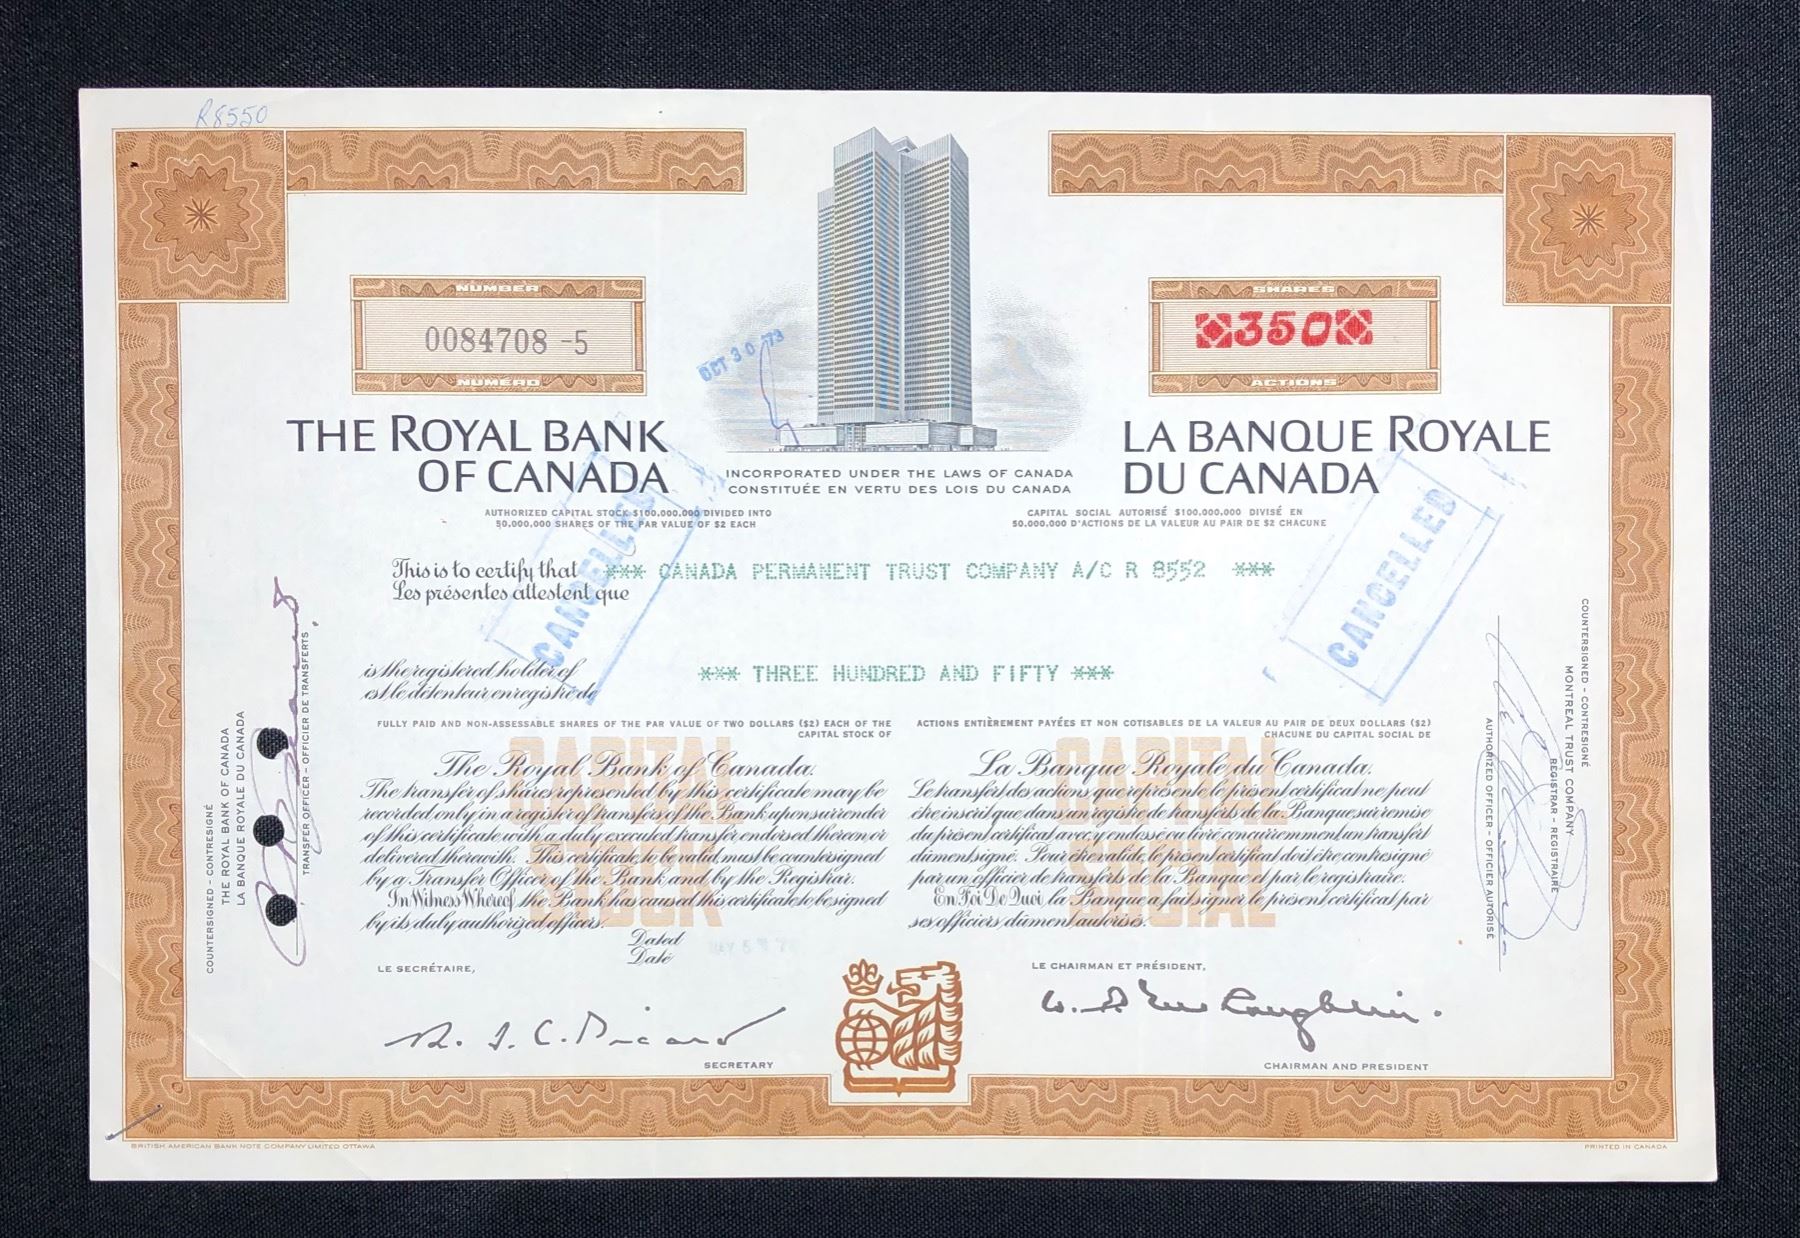 R8550
NUMBER
0084708 -5
NUMÉRO
SHARES
350
ACTIONS
OCT 30 '73
THE ROYAL BANK
OF CANADA
LA BANQUE ROYALE
DU CANADA
INCORPORATED UNDER THE LAWS OF CANADA
CONSTITUÉE EN VERTU DES LOIS DU CANADA
AUTHORIZED CAPITAL STOCK $100,000,000 DIVIDED INTO
50,000,000 SHARES OF THE PAR VALUE OF $2 EACH
CAPITAL SOCIAL AUTORISÉ $100,000,000 DIVISÉ EN
50,000,000 D'ACTIONS DE LA VALEUR AU PAIR DE $2 CHACUNE
CANCELLED
CANCELLED
This is to certify that
Les présentes attestent que
*** CANADA PERMANENT TRUST COMPANY A/C R 8552 ***
is the registered holder of
est le détenteur enregistré de
*** THREE HUNDRED AND FIFTY ***
FULLY PAID AND NON-ASSESSABLE SHARES OF THE PAR VALUE OF TWO DOLLARS ($2) EACH OF THE
CAPITAL STOCK OF
CAPITAL
STOCK
The Royal Bank of Canada.
The transfer of shares represented by this certificate may be
recorded only in a register of transfers of the Bank upon surrender
of this certificate with a duly executed transfer endorsed thereon or
delivered therewith. This certificate, to be valid, must be countersigned
by a Transfer Officer of the Bank and by the Registrar.
In Witness Whereof the Bank has caused this certificate to be signed
by its duly authorized officers.
ACTIONS ENTIÈREMENT PAYÉES ET NON COTISABLES DE LA VALEUR AU PAIR DE DEUX DOLLARS ($2)
CHACUNE DU CAPITAL SOCIAL DE
CAPITAL
SOCIAL
La Banque Royale du Canada.
Le transfert des actions que représente le présent certificat ne peut
être inscrit que dans un registre de transferts de la Banque sur remise
du présent certificat avec y endossé ou livré concurremment un transfert
dûment signé. Pour être valide, le présent certificat doit être contresigné
par un officier de transferts de la Banque et par le registraire.
En Foi De Quoi, la Banque a fait signer le présent certificat par
ses officiers dûment autorisés.
Dated
Daté
LE SECRÉTAIRE,
SECRETARY
LE CHAIRMAN ET PRÉSIDENT,
W. Earle McLaughlin.
CHAIRMAN AND PRESIDENT
COUNTERSIGNED - CONTRESIGNÉ
THE ROYAL BANK OF CANADA
LA BANQUE ROYALE DU CANADA
TRANSFER OFFICER - OFFICIER DE TRANSFERTS
COUNTERSIGNED - CONTRESIGNÉ
MONTREAL TRUST COMPANY
REGISTRAR - REGISTRAIRE
AUTHORIZED OFFICER - OFFICIER AUTORISÉ
BRITISH AMERICAN BANK NOTE COMPANY LIMITED OTTAWA
PRINTED IN CANADA